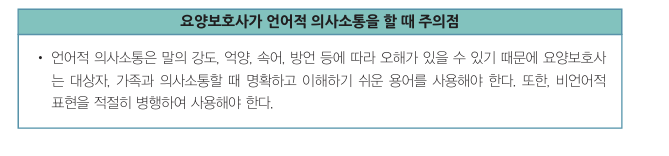 요양보호사가 언어적 의사소통을 할 때 주의점
• 언어적 의사소통은 말의 강도, 억양, 속어, 방언 등에 따라 오해가 있을 수 있기 때문에 요양보호사
는 대상자, 가족과 의사소통할 때 명확하고 이해하기 쉬운 용어를 사용해야 한다. 또한, 비언어적
표현을 적절히 병행하여 사용해야 한다.